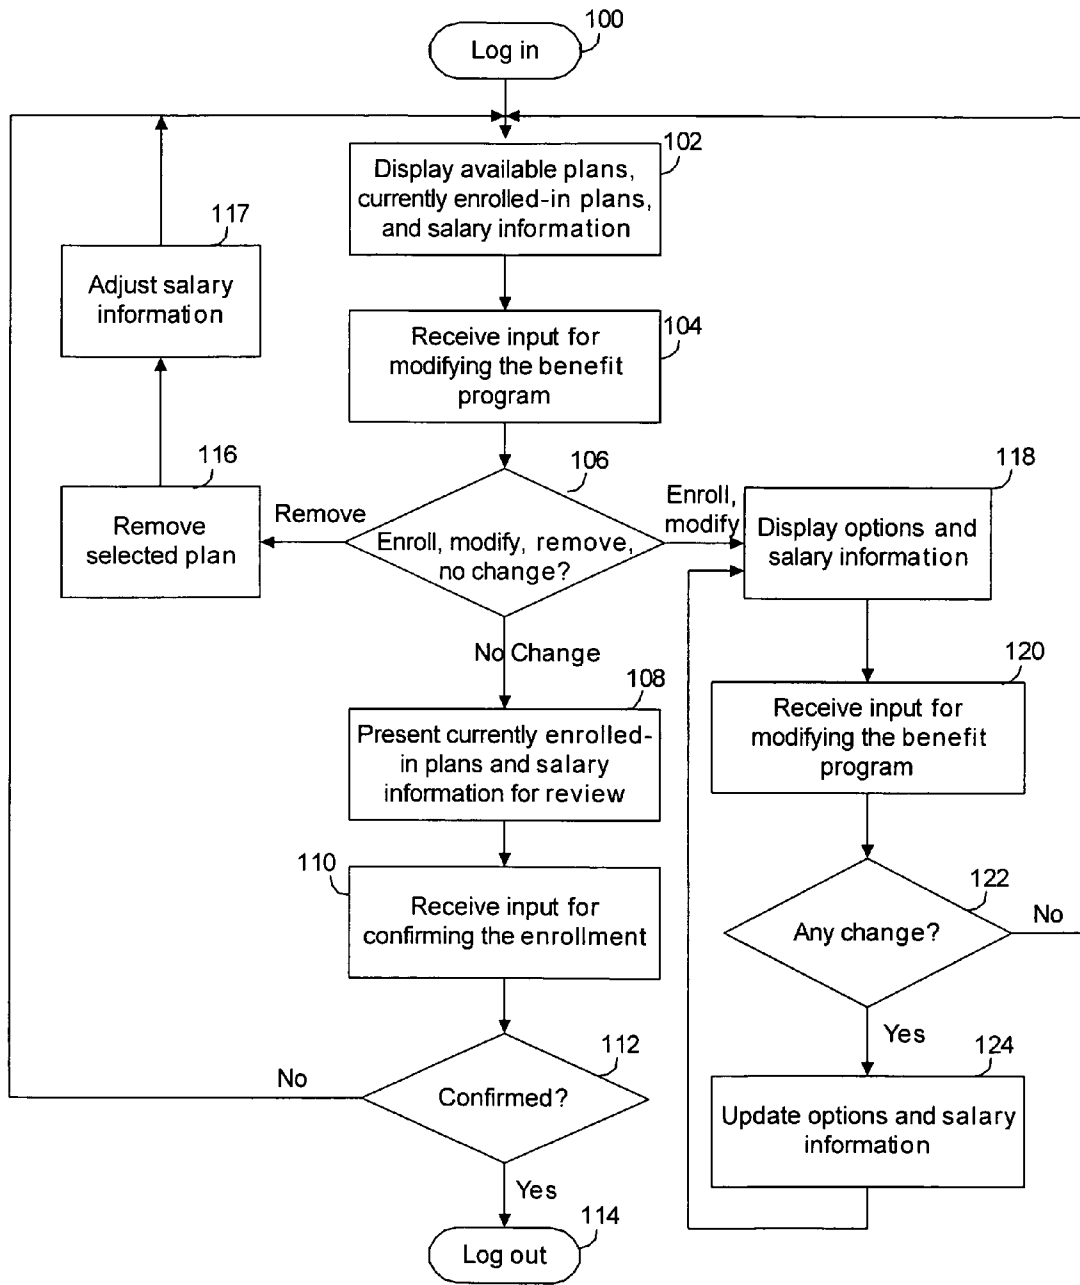 100
Log in
102
Display available plans,
currently enrolled-in plans,
and salary information
117
Adjust salary
information
104
Receive input for
modifying the benefit
program
106
Enroll, modify, remove,
no change?
116
Remove
selected plan
Remove
Enroll,
modify
118
Display options and
salary information
No Change
108
Present currently enrolled-
in plans and salary
information for review
120
Receive input for
modifying the benefit
program
110
Receive input for
confirming the enrollment
122
Any change?
No
Yes
112
Confirmed?
No
124
Update options and salary
information
Yes
114
Log out